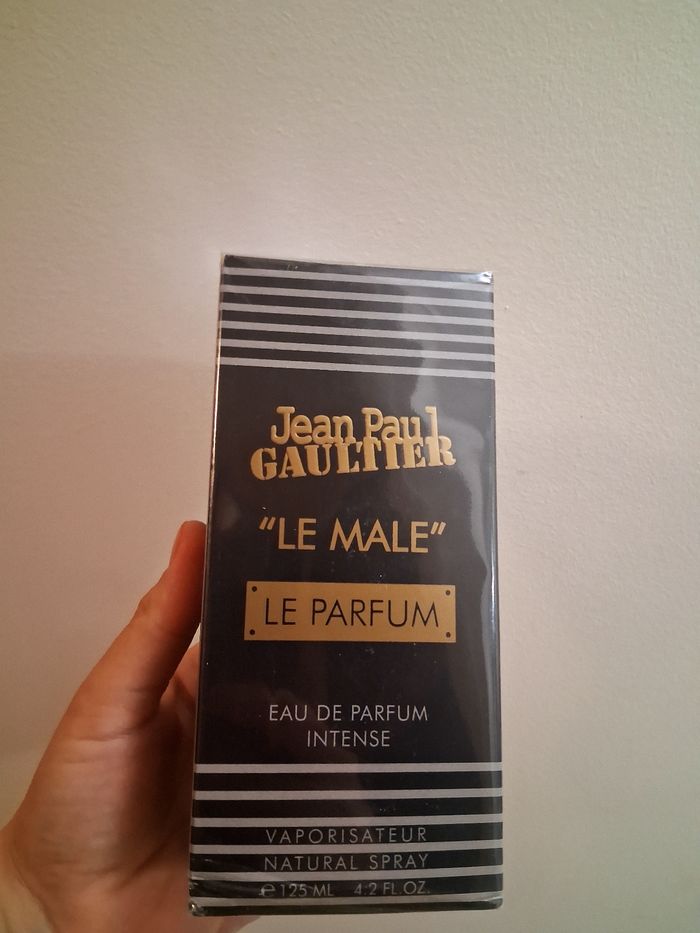 Jean Paul
GAULTIER
"LE MALE"
LE PARFUM
EAU DE PARFUM
INTENSE
VAPORISATEUR
NATURAL SPRAY
℮ 125 ML 4.2 FL.OZ.